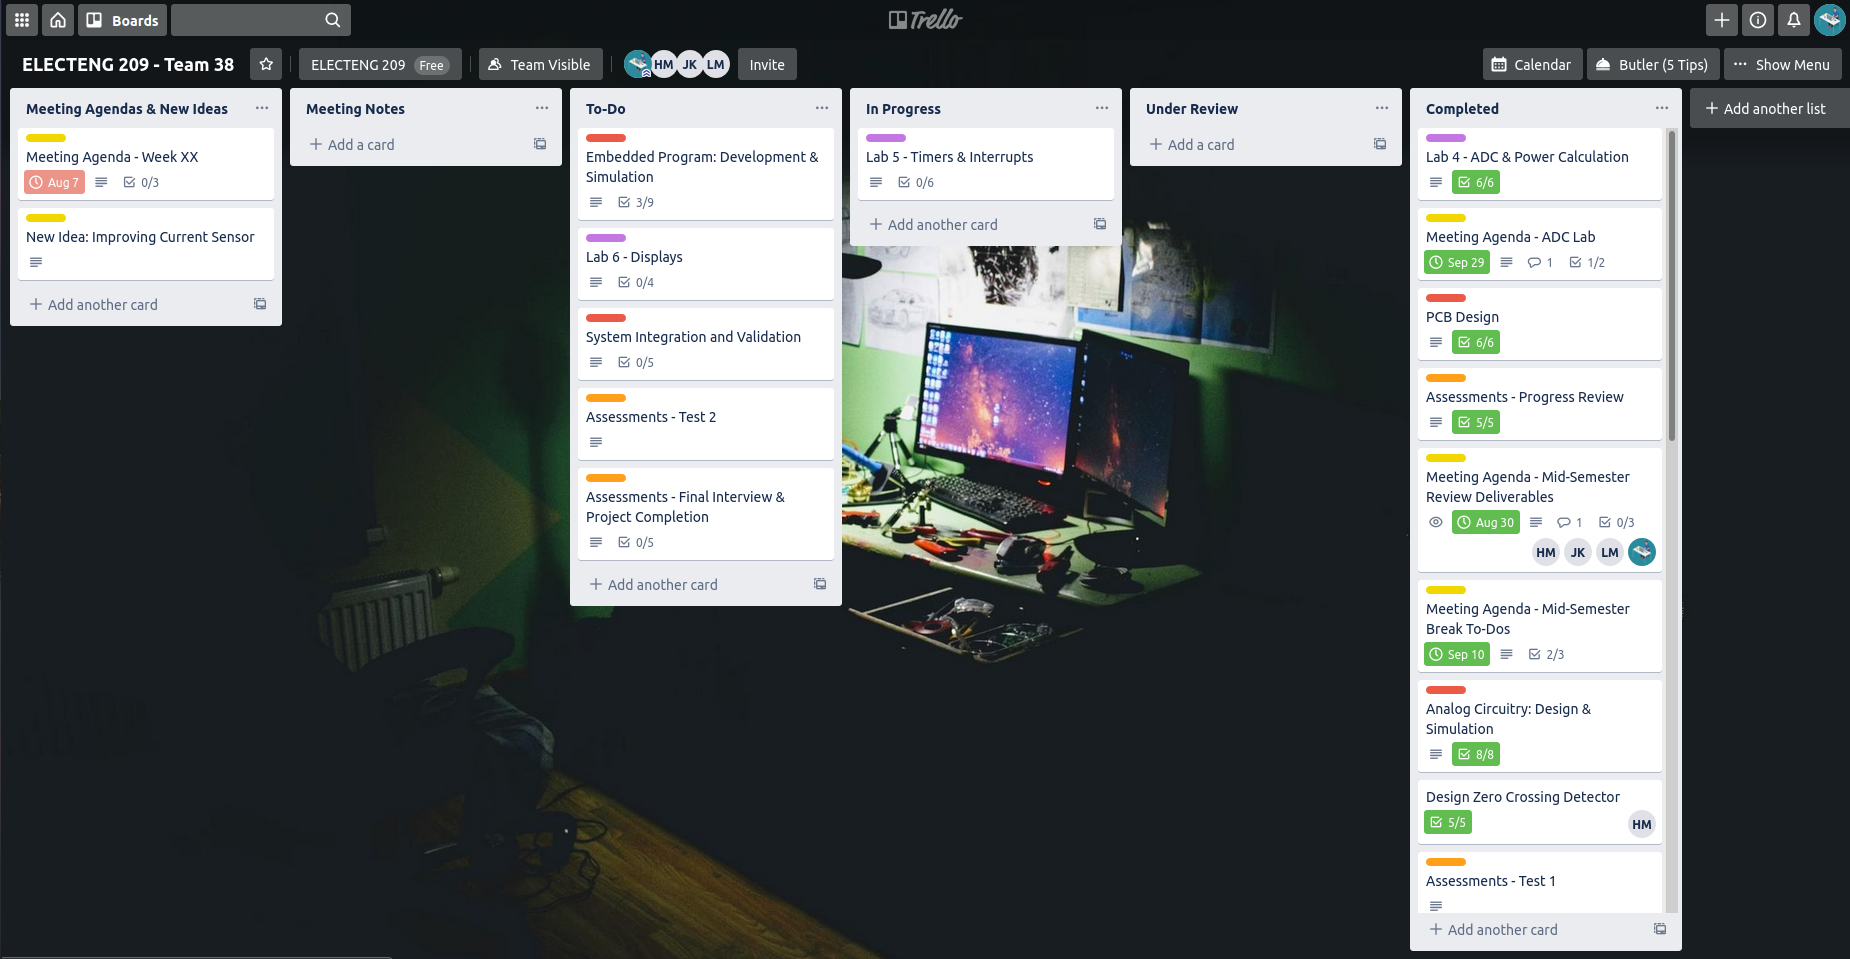 Boards
Trello
ELECTENG 209 - Team 38
ELECTENG 209 Free
Team Visible
HM JK LM
Invite
Calendar
Butler (5 Tips)
Show Menu
Meeting Agendas & New Ideas
Meeting Agenda - Week XX
Aug 7 0/3
New Idea: Improving Current Sensor
Add another card
Meeting Notes
Add a card
To-Do
Embedded Program: Development &
Simulation
3/9
Lab 6 - Displays
0/4
System Integration and Validation
0/5
Assessments - Test 2
Assessments - Final Interview &
Project Completion
0/5
Add another card
In Progress
Lab 5 - Timers & Interrupts
0/6
Add another card
Under Review
Add a card
Completed
Lab 4 - ADC & Power Calculation
6/6
Meeting Agenda - ADC Lab
Sep 29 1 1/2
PCB Design
6/6
Assessments - Progress Review
5/5
Meeting Agenda - Mid-Semester
Review Deliverables
Aug 30 1 0/3
HM JK LM
Meeting Agenda - Mid-Semester
Break To-Dos
Sep 10 2/3
Analog Circuitry: Design &
Simulation
8/8
Design Zero Crossing Detector
5/5 HM
Assessments - Test 1
Add another card
Add another list